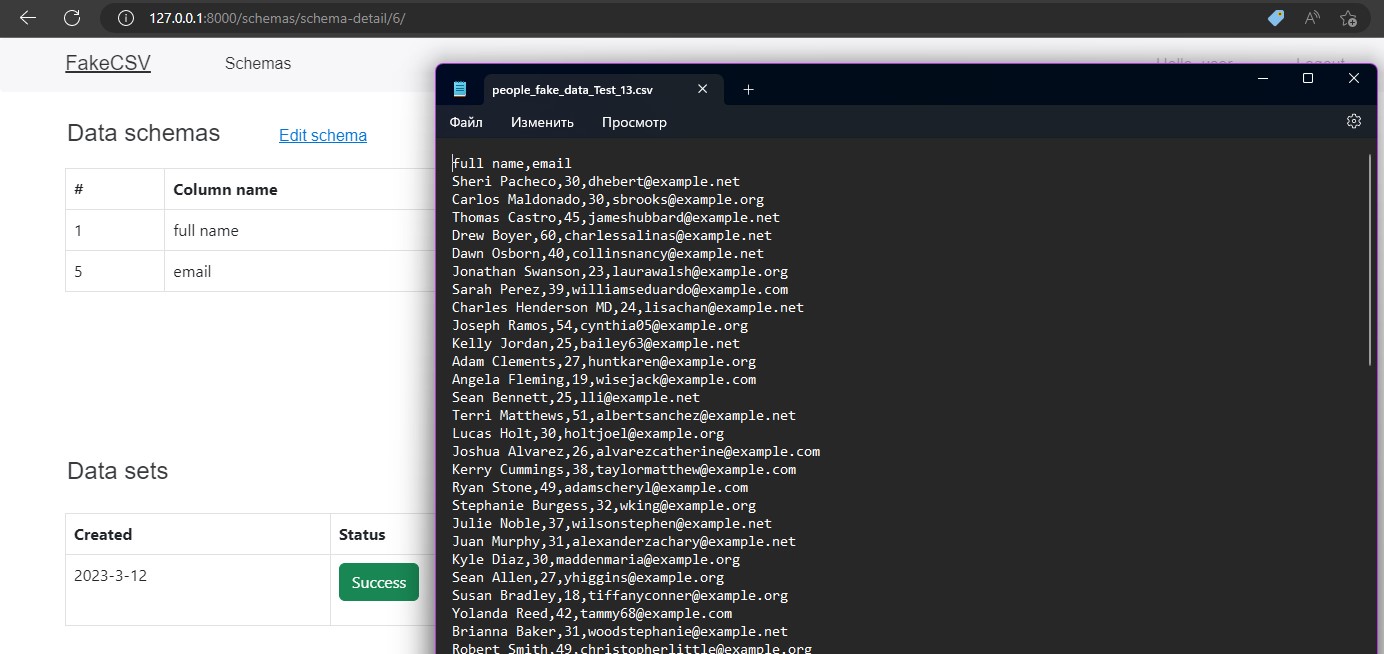 127.0.0.1:8000/schemas/schema-detail/6/
FakeCSV
Schemas
Hello, user
Logout
Data schemas
Edit schema
# Column name
1 full name
5 email
Data sets
Created Status
2023-3-12 Success
people_fake_data_Test_13.csv
Файл Изменить Просмотр
full name,email
Sheri Pacheco,30,dhebert@example.net
Carlos Maldonado,30,sbrooks@example.org
Thomas Castro,45,jameshubbard@example.net
Drew Boyer,60,charlessalinas@example.net
Dawn Osborn,40,collinsnancy@example.net
Jonathan Swanson,23,laurawalsh@example.org
Sarah Perez,39,williamseduardo@example.com
Charles Henderson MD,24,lisachan@example.net
Joseph Ramos,54,cynthia05@example.org
Kelly Jordan,25,bailey63@example.net
Adam Clements,27,huntkaren@example.org
Angela Fleming,19,wisejack@example.com
Sean Bennett,25,lli@example.net
Terri Matthews,51,albertsanchez@example.net
Lucas Holt,30,holtjoel@example.org
Joshua Alvarez,26,alvarezcatherine@example.com
Kerry Cummings,38,taylormatthew@example.com
Ryan Stone,49,adamscheryl@example.com
Stephanie Burgess,32,wking@example.org
Julie Noble,37,wilsonstephen@example.net
Juan Murphy,31,alexanderzachary@example.net
Kyle Diaz,30,maddenmaria@example.org
Sean Allen,27,yhiggins@example.org
Susan Bradley,18,tiffanyconner@example.org
Yolanda Reed,42,tammy68@example.com
Brianna Baker,31,woodstephanie@example.net
Robert Smith,49,christopherlittle@example.org